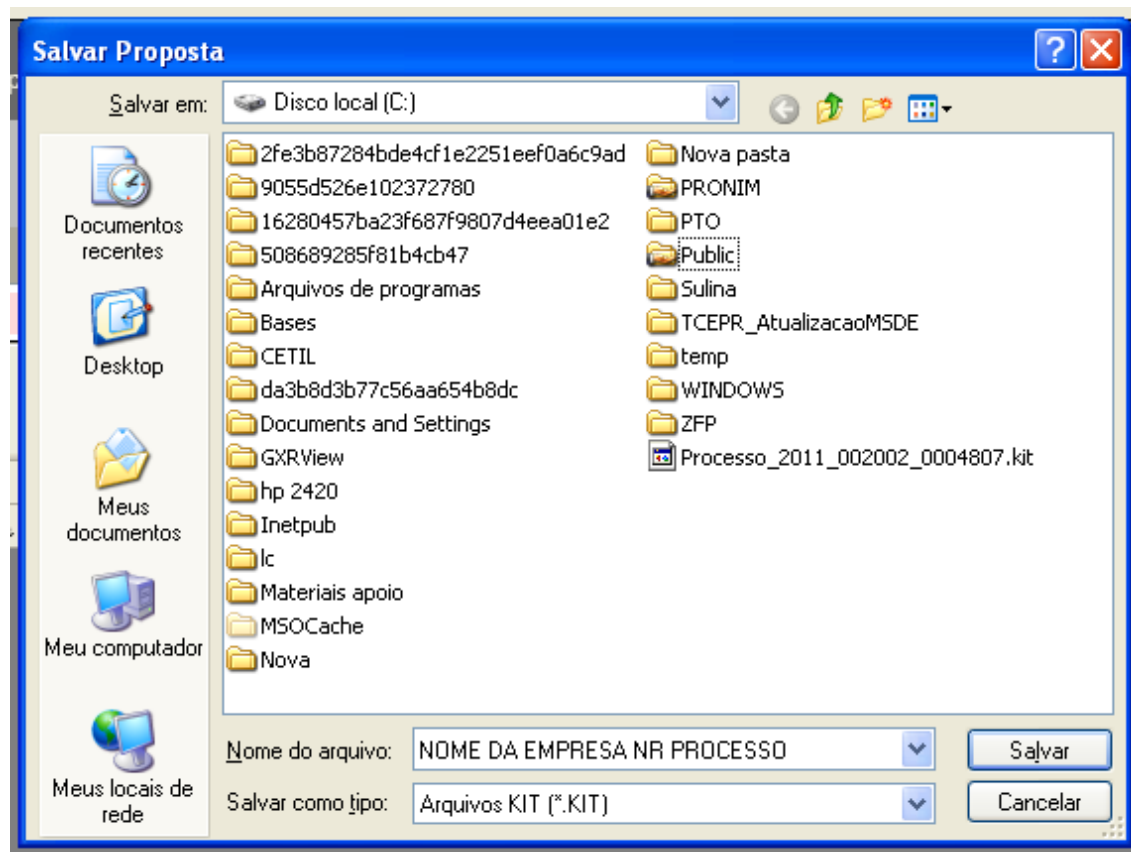 Salvar Proposta
Salvar em:
Disco local (C:)
Documentos
recentes
Desktop
Meus
documentos
Meu computador
Meus locais de
rede
2fe3b87284bde4cf1e2251eef0a6c9ad
9055d526e102372780
16280457ba23f687f9807d4eea01e2
508689285f81b4cb47
Arquivos de programas
Bases
CETIL
da3b8d3b77c56aa654b8dc
Documents and Settings
GXRView
hp 2420
Inetpub
lc
Materiais apoio
MSOCache
Nova
Nova pasta
PRONIM
PTO
Public
Sulina
TCEPR_AtualizacaoMSDE
temp
WINDOWS
ZFP
Processo_2011_002002_0004807.kit
Nome do arquivo:
NOME DA EMPRESA NR PROCESSO
Salvar
Salvar como tipo:
Arquivos KIT (*.KIT)
Cancelar